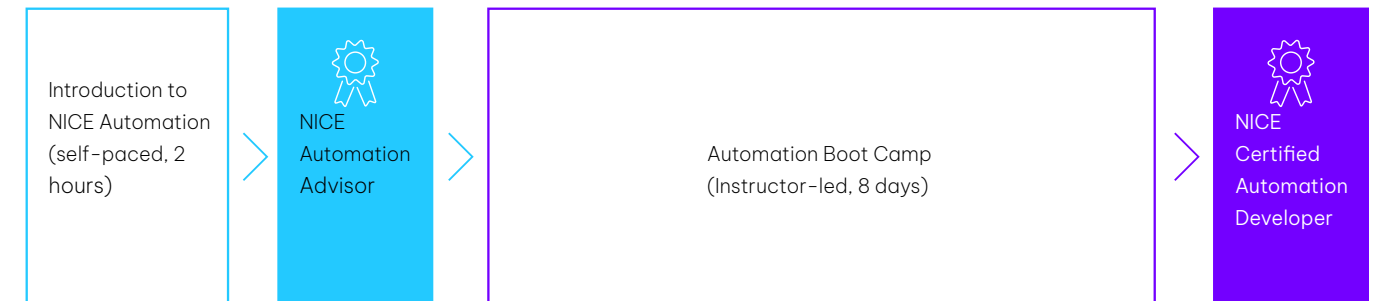 Introduction to
NICE Automation
(self-paced, 2
hours)
NICE
Automation
Advisor
Automation Boot Camp
(Instructor-led, 8 days)
NICE
Certified
Automation
Developer